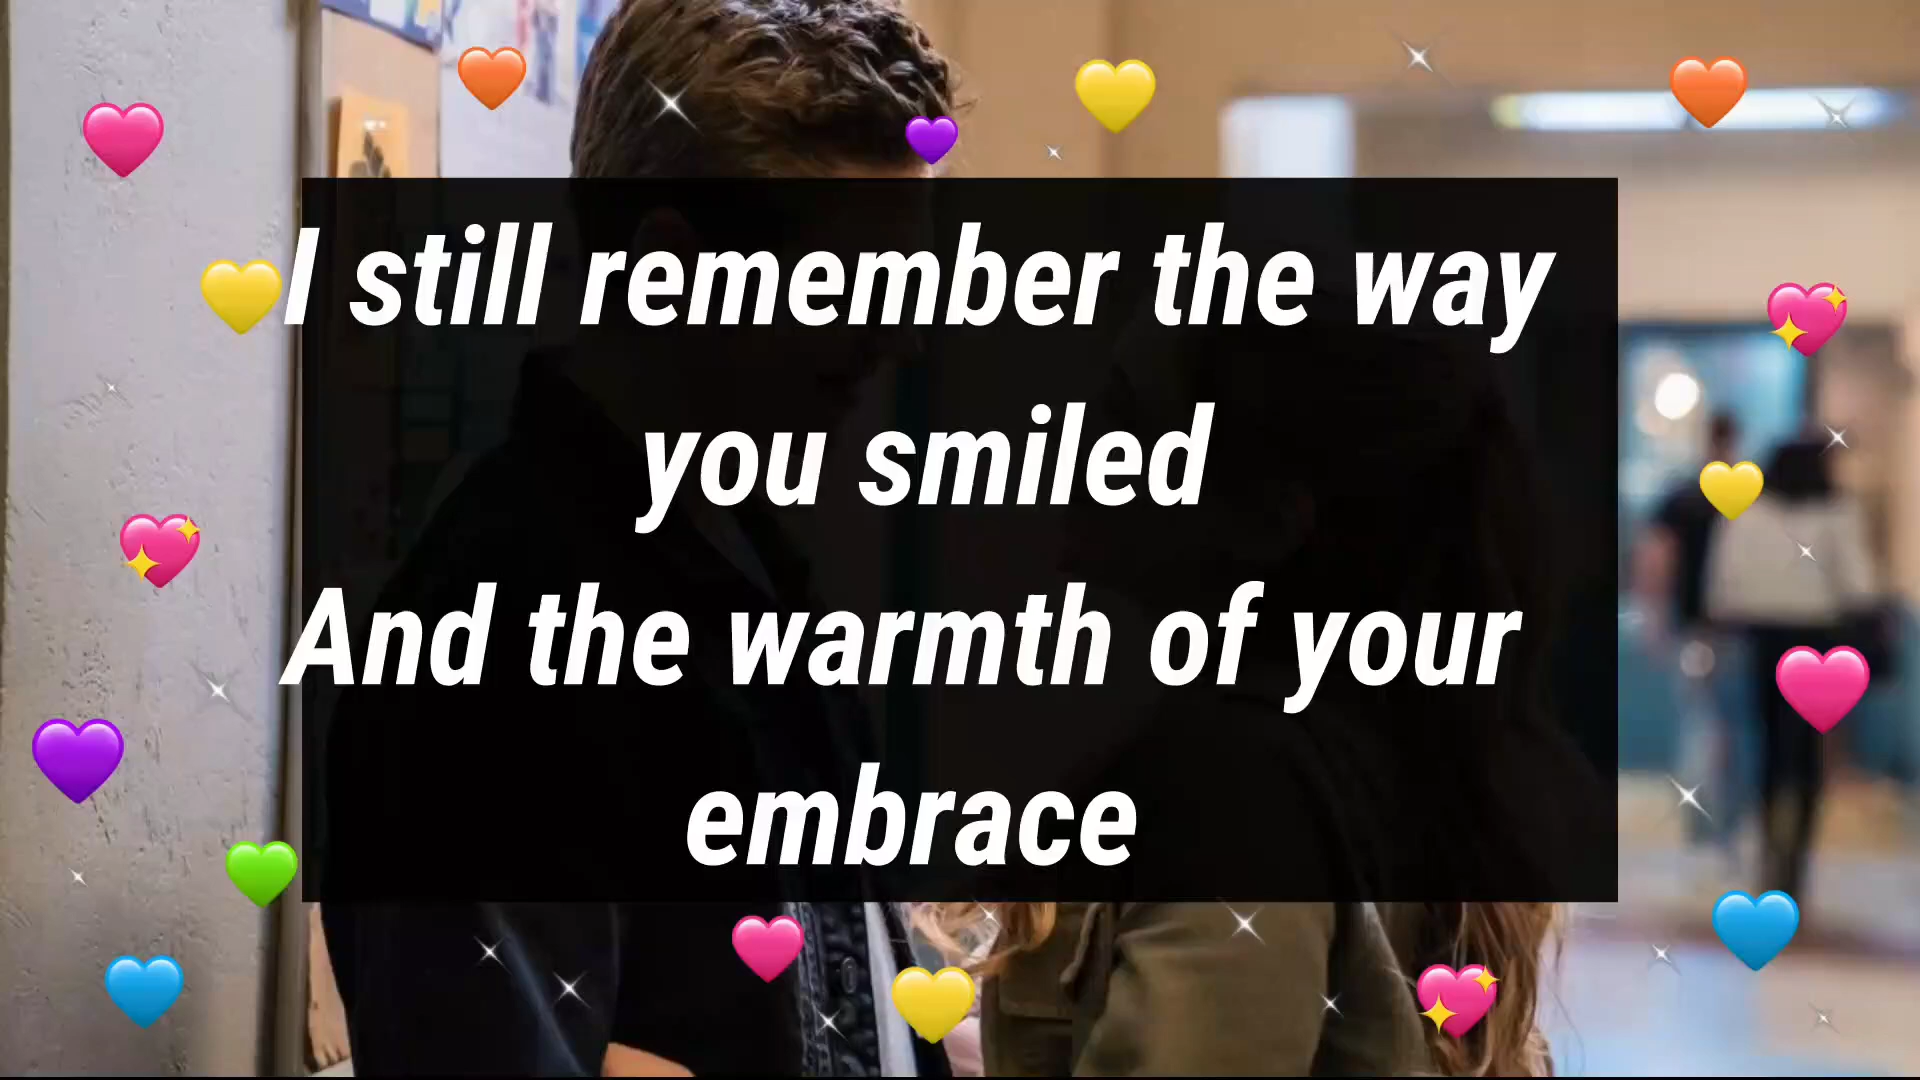 I still remember the way
you smiled
And the warmth of your
embrace